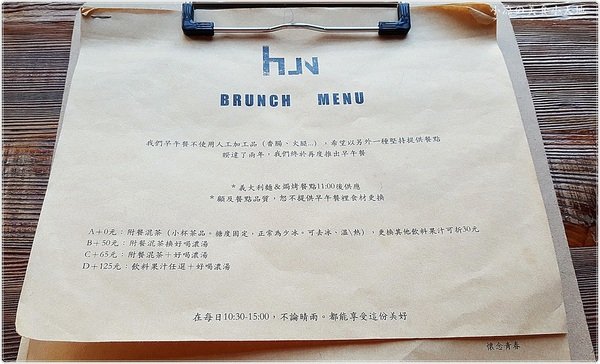 hJN
BRUNCH MENU
我們早午餐不使用人工加工品（香腸、火腿...），希望以另外一種堅持提供餐點
睽違了兩年，我們終於再度推出早午餐
*義大利麵&焗烤餐點11:00後供應
*顧及餐點品質，恕不提供早午餐裡食材更換
A+0元：附餐混茶（小杯茶品。糖度固定，正常為少冰。可去冰、溫\熱），更換其他飲料果汁可折30元
B+50元：附餐混茶換好喝濃湯
C+65元：附餐混茶+好喝濃湯
D+125元：飲料果汁任選+好喝濃湯
在每日10:30-15:00，不論晴雨。都能享受這份美好
懷念青春